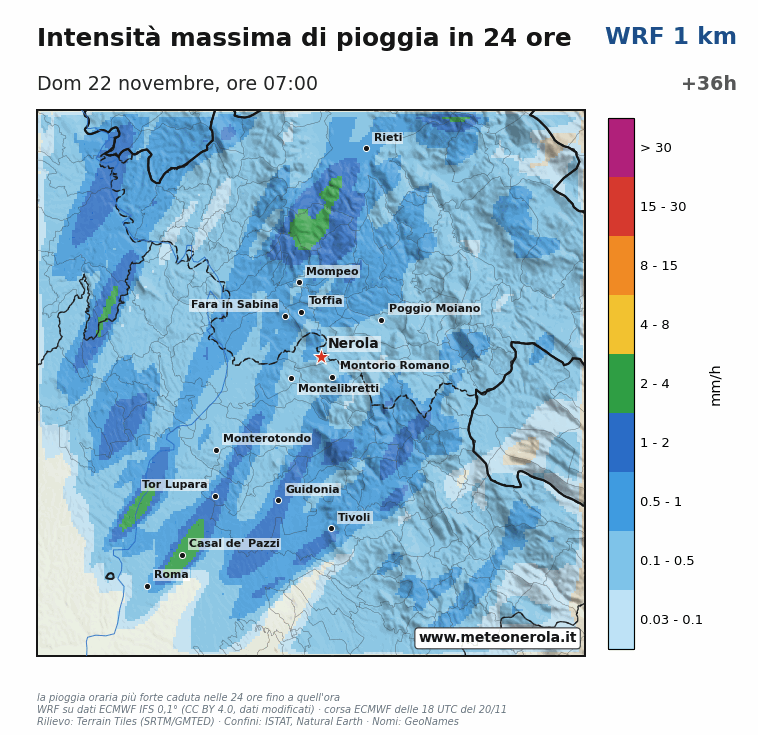 Intensità massima di pioggia in 24 ore
WRF 1 km
Dom 22 novembre, ore 07:00
+36h
Rieti
Mompeo
Fara in Sabina
Toffia
Poggio Moiano
Nerola
Montorio Romano
Montelibretti
Monterotondo
Tor Lupara
Guidonia
Tivoli
Casal de' Pazzi
Roma
www.meteonerola.it
> 30
15 - 30
8 - 15
4 - 8
2 - 4
1 - 2
0.5 - 1
0.1 - 0.5
0.03 - 0.1
mm/h
la pioggia oraria più forte caduta nelle 24 ore fino a quell'ora
WRF su dati ECMWF IFS 0,1° (CC BY 4.0, dati modificati) · corsa ECMWF delle 18 UTC del 20/11
Rilievo: Terrain Tiles (SRTM/GMTED) · Confini: ISTAT, Natural Earth · Nomi: GeoNames